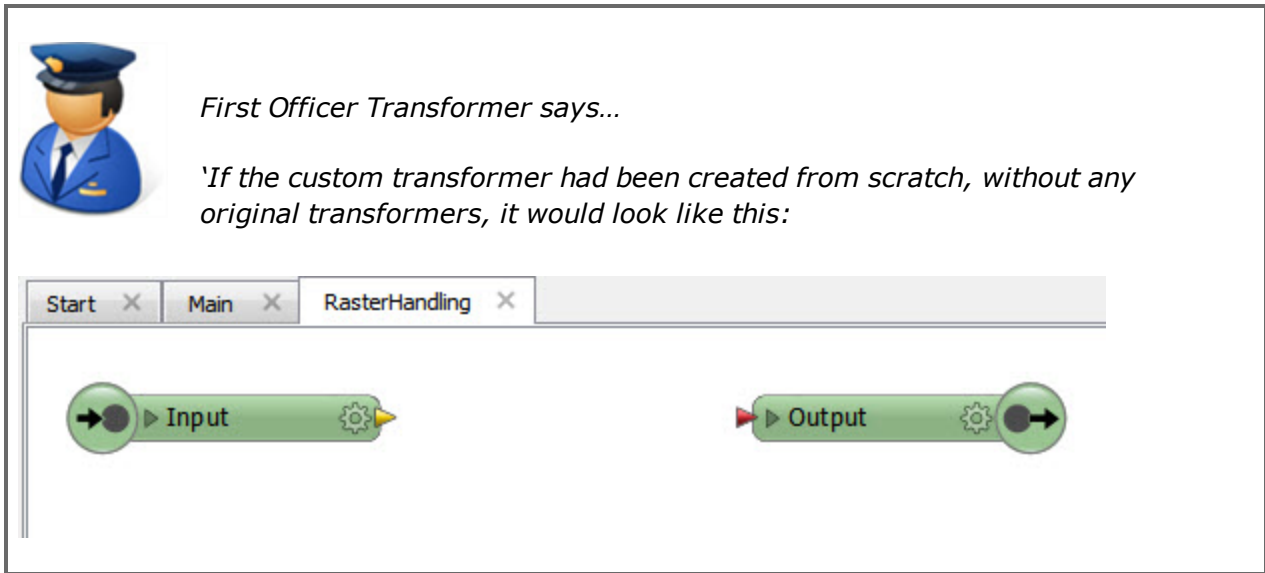 First Officer Transformer says…
‘If the custom transformer had been created from scratch, without any
original transformers, it would look like this:
Start Main RasterHandling
Input Output